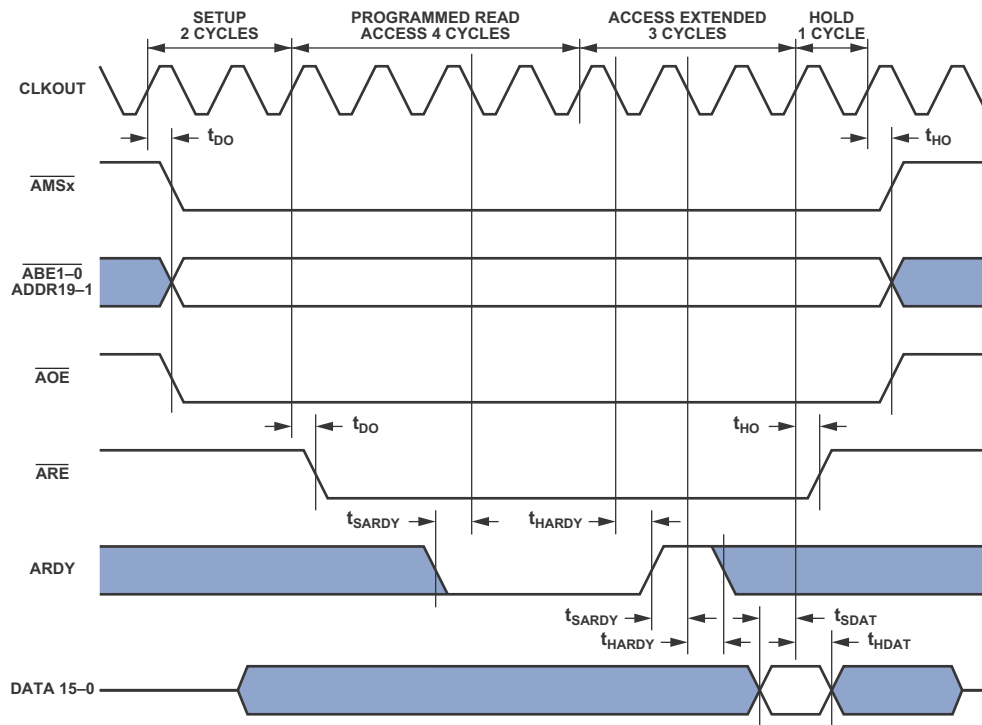 SETUP
2 CYCLES
PROGRAMMED READ
ACCESS 4 CYCLES
ACCESS EXTENDED
3 CYCLES
HOLD
1 CYCLE
CLKOUT
tDO
tHO
AMSx
ABE1–0
ADDR19–1
AOE
tDO
tHO
ARE
tSARDY
tHARDY
ARDY
tSARDY
tSDAT
tHARDY
tHDAT
DATA 15–0